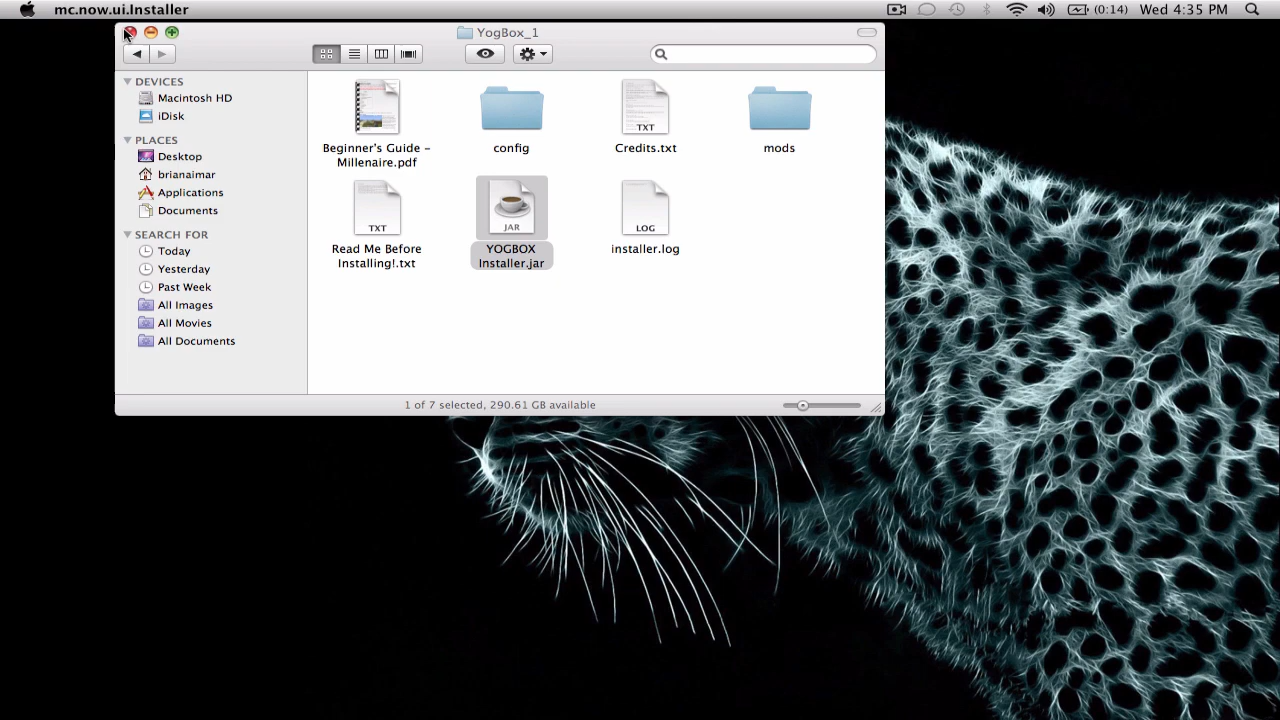 mc.now.ui.Installer
(0:14)
Wed 4:35 PM
YogBox_1
DEVICES
Macintosh HD
iDisk
PLACES
Desktop
brianaimar
Applications
Documents
SEARCH FOR
Today
Yesterday
Past Week
All Images
All Movies
All Documents
Beginner's Guide -
Millenaire.pdf
config
TXT
Credits.txt
mods
TXT
Read Me Before
Installing!.txt
JAR
YOGBOX
Installer.jar
LOG
installer.log
1 of 7 selected, 290.61 GB available